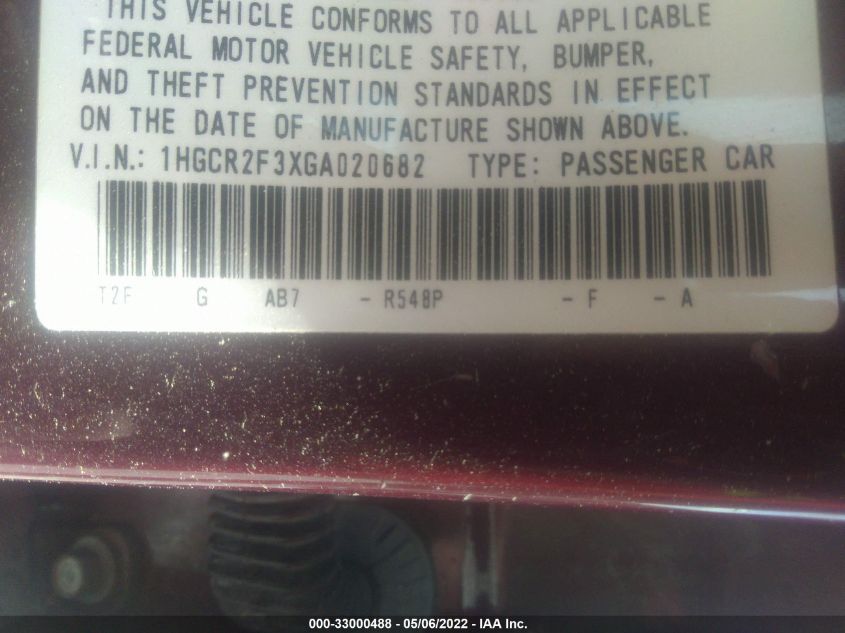 THIS VEHICLE CONFORMS TO ALL APPLICABLE
FEDERAL MOTOR VEHICLE SAFETY, BUMPER,
AND THEFT PREVENTION STANDARDS IN EFFECT
ON THE DATE OF MANUFACTURE SHOWN ABOVE.
V.I.N.: 1HGCR2F3XGA020682 TYPE: PASSENGER CAR
T2F G AB7 - R548P - F - A
000-33000488 - 05/06/2022 - IAA Inc.